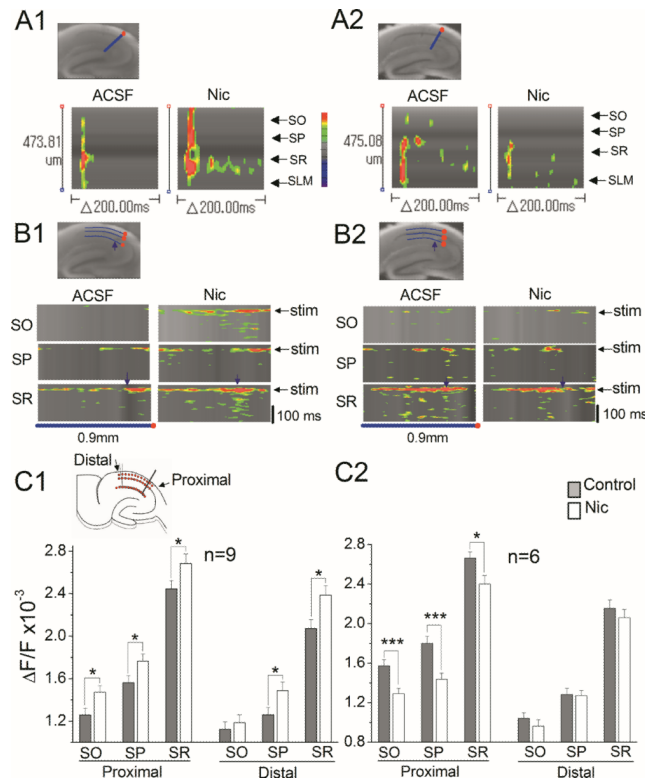 A1 A2
ACSF Nic ACSF Nic
473.81 um
SO
SP
SR
SLM
475.08 um
SO
SP
SR
SLM
Δ200.00ms Δ200.00ms Δ200.00ms Δ200.00ms
B1 B2
ACSF Nic ACSF Nic
SO stim SO stim
SP stim SP stim
SR stim SR stim
100 ms 100 ms
0.9mm 0.9mm
C1 C2
Distal
Proximal
Control
Nic
n=9 n=6
ΔF/F x10⁻³
2.8 2.8
2.4 2.4
2.0 2.0
1.6 1.6
1.2 1.2
0.8
* * * * *
*** *** *
SO SP SR SO SP SR SO SP SR SO SP SR
Proximal Distal Proximal Distal